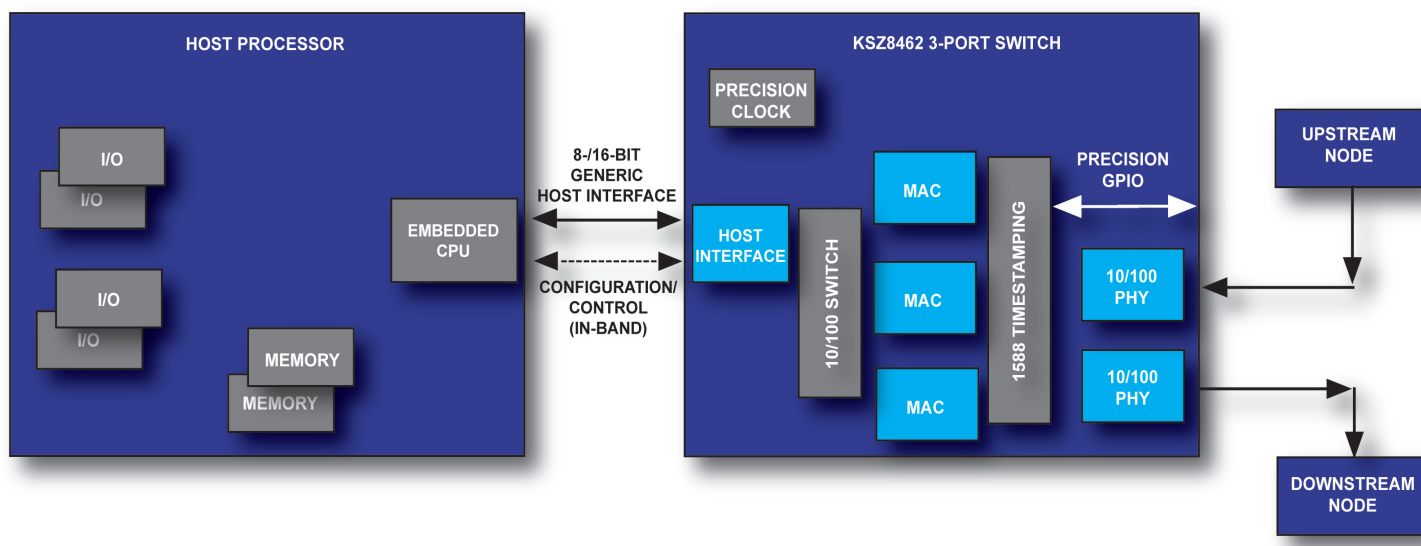 HOST PROCESSOR
I/O
I/O
I/O
I/O
MEMORY
MEMORY
EMBEDDED
CPU
8-/16-BIT
GENERIC
HOST INTERFACE
CONFIGURATION/
CONTROL
(IN-BAND)
KSZ8462 3-PORT SWITCH
PRECISION
CLOCK
HOST
INTERFACE
10/100 SWITCH
MAC
MAC
MAC
1588 TIMESTAMPING
PRECISION
GPIO
10/100
PHY
10/100
PHY
UPSTREAM
NODE
DOWNSTREAM
NODE